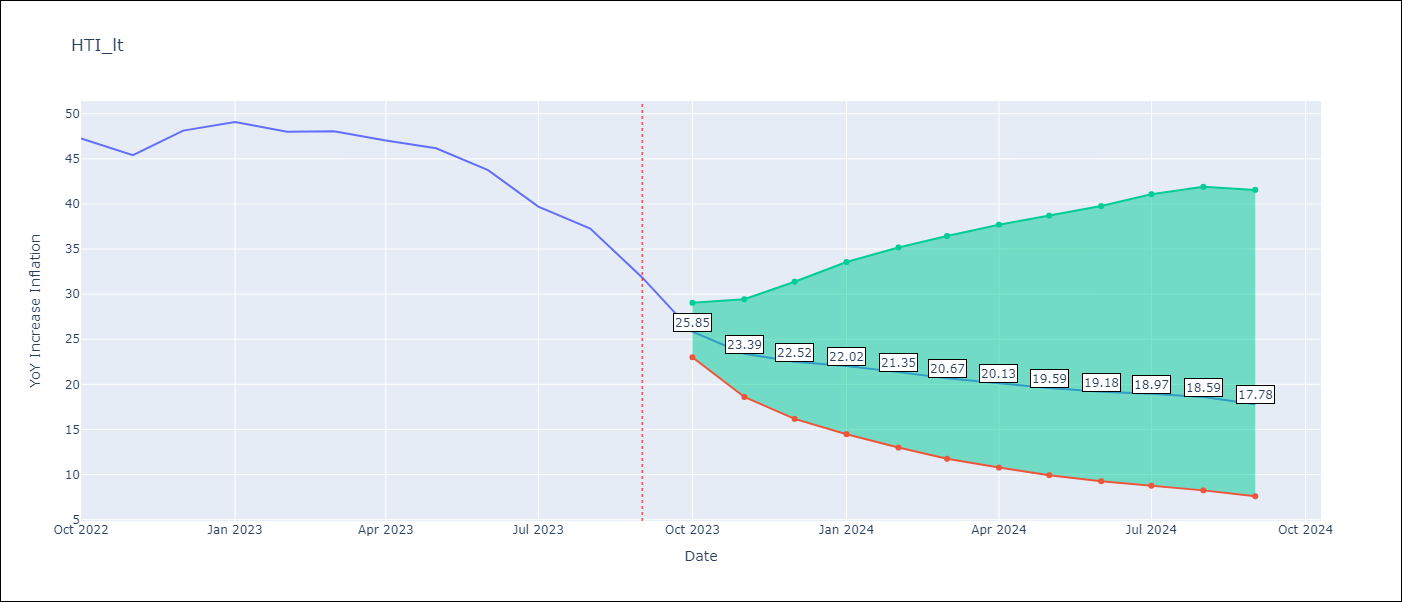 HTI_lt
50
45
40
35
30
25
20
15
10
5
YoY Increase Inflation
25.85
23.39
22.52
22.02
21.35
20.67
20.13
19.59
19.18
18.97
18.59
17.78
Oct 2022
Jan 2023
Apr 2023
Jul 2023
Oct 2023
Jan 2024
Apr 2024
Jul 2024
Oct 2024
Date